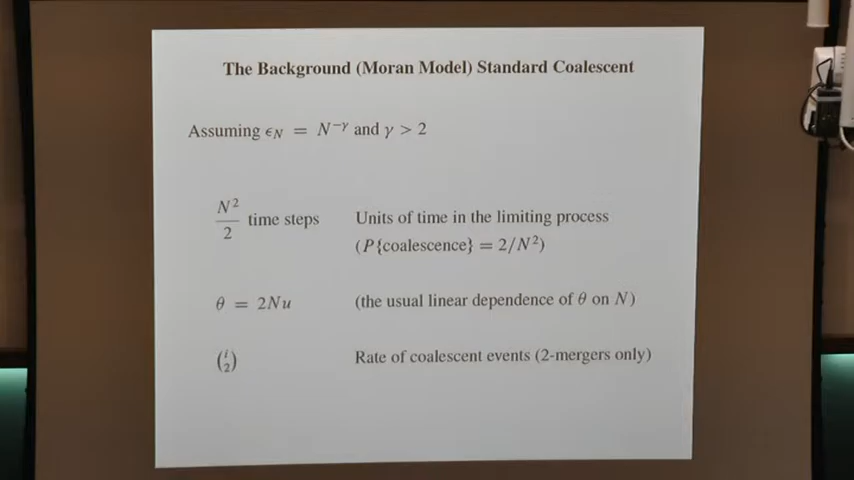 The Background (Moran Model) Standard Coalescent
Assuming ϵ_N = N^{−γ} and γ > 2
N²/2 time steps Units of time in the limiting process
(P{coalescence} = 2/N²)
θ = 2Nu (the usual linear dependence of θ on N)
(i 2) Rate of coalescent events (2-mergers only)